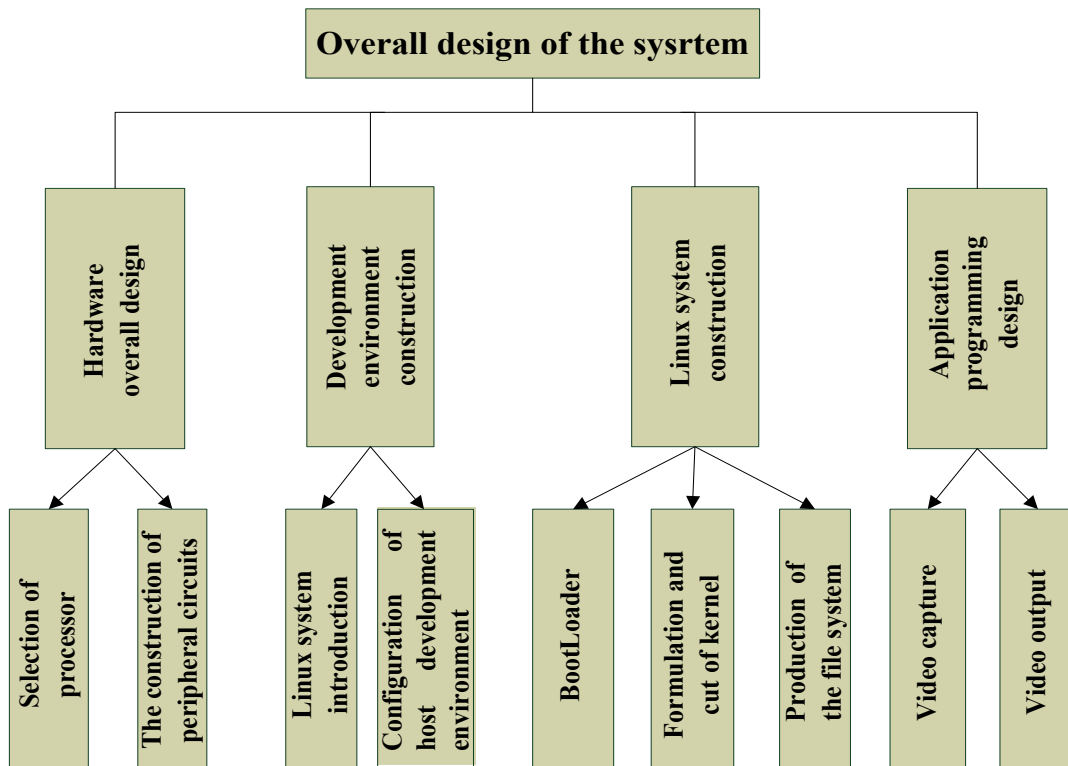 Overall design of the sysrtem
Hardware
overall design
Development
environment
construction
Linux system
construction
Application
programming
design
Selection of
processor
The construction of
peripheral circuits
Linux system
introduction
Configuration of
host development
environment
BootLoader
Formulation and
cut of kernel
Production of
the file system
Video capture
Video output